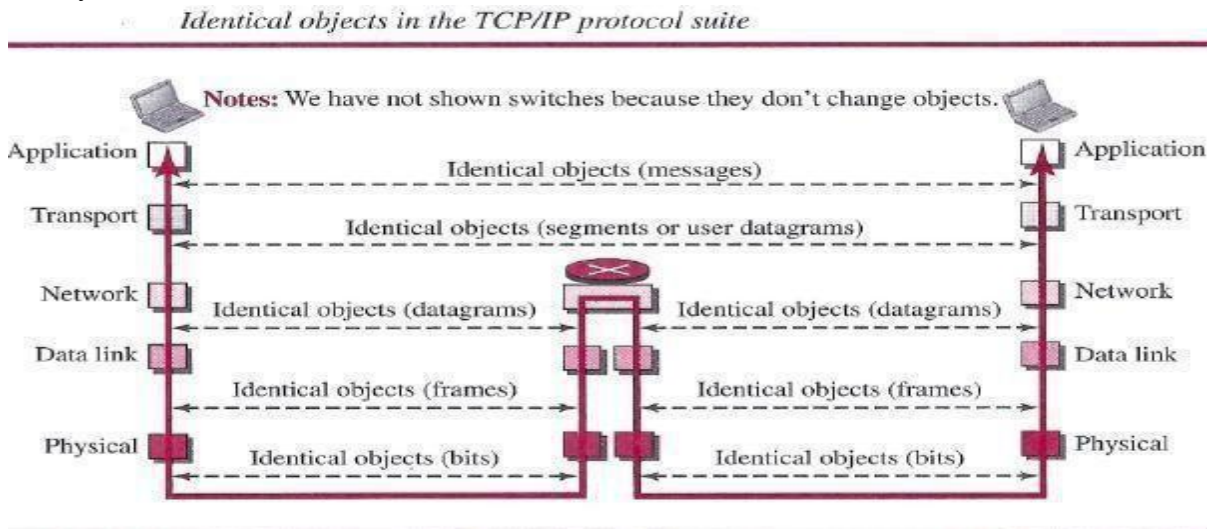 Identical objects in the TCP/IP protocol suite
Notes: We have not shown switches because they don't change objects.
Application
Application
Identical objects (messages)
Transport
Transport
Identical objects (segments or user datagrams)
Network
Network
Identical objects (datagrams)
Identical objects (datagrams)
Data link
Data link
Identical objects (frames)
Identical objects (frames)
Physical
Physical
Identical objects (bits)
Identical objects (bits)